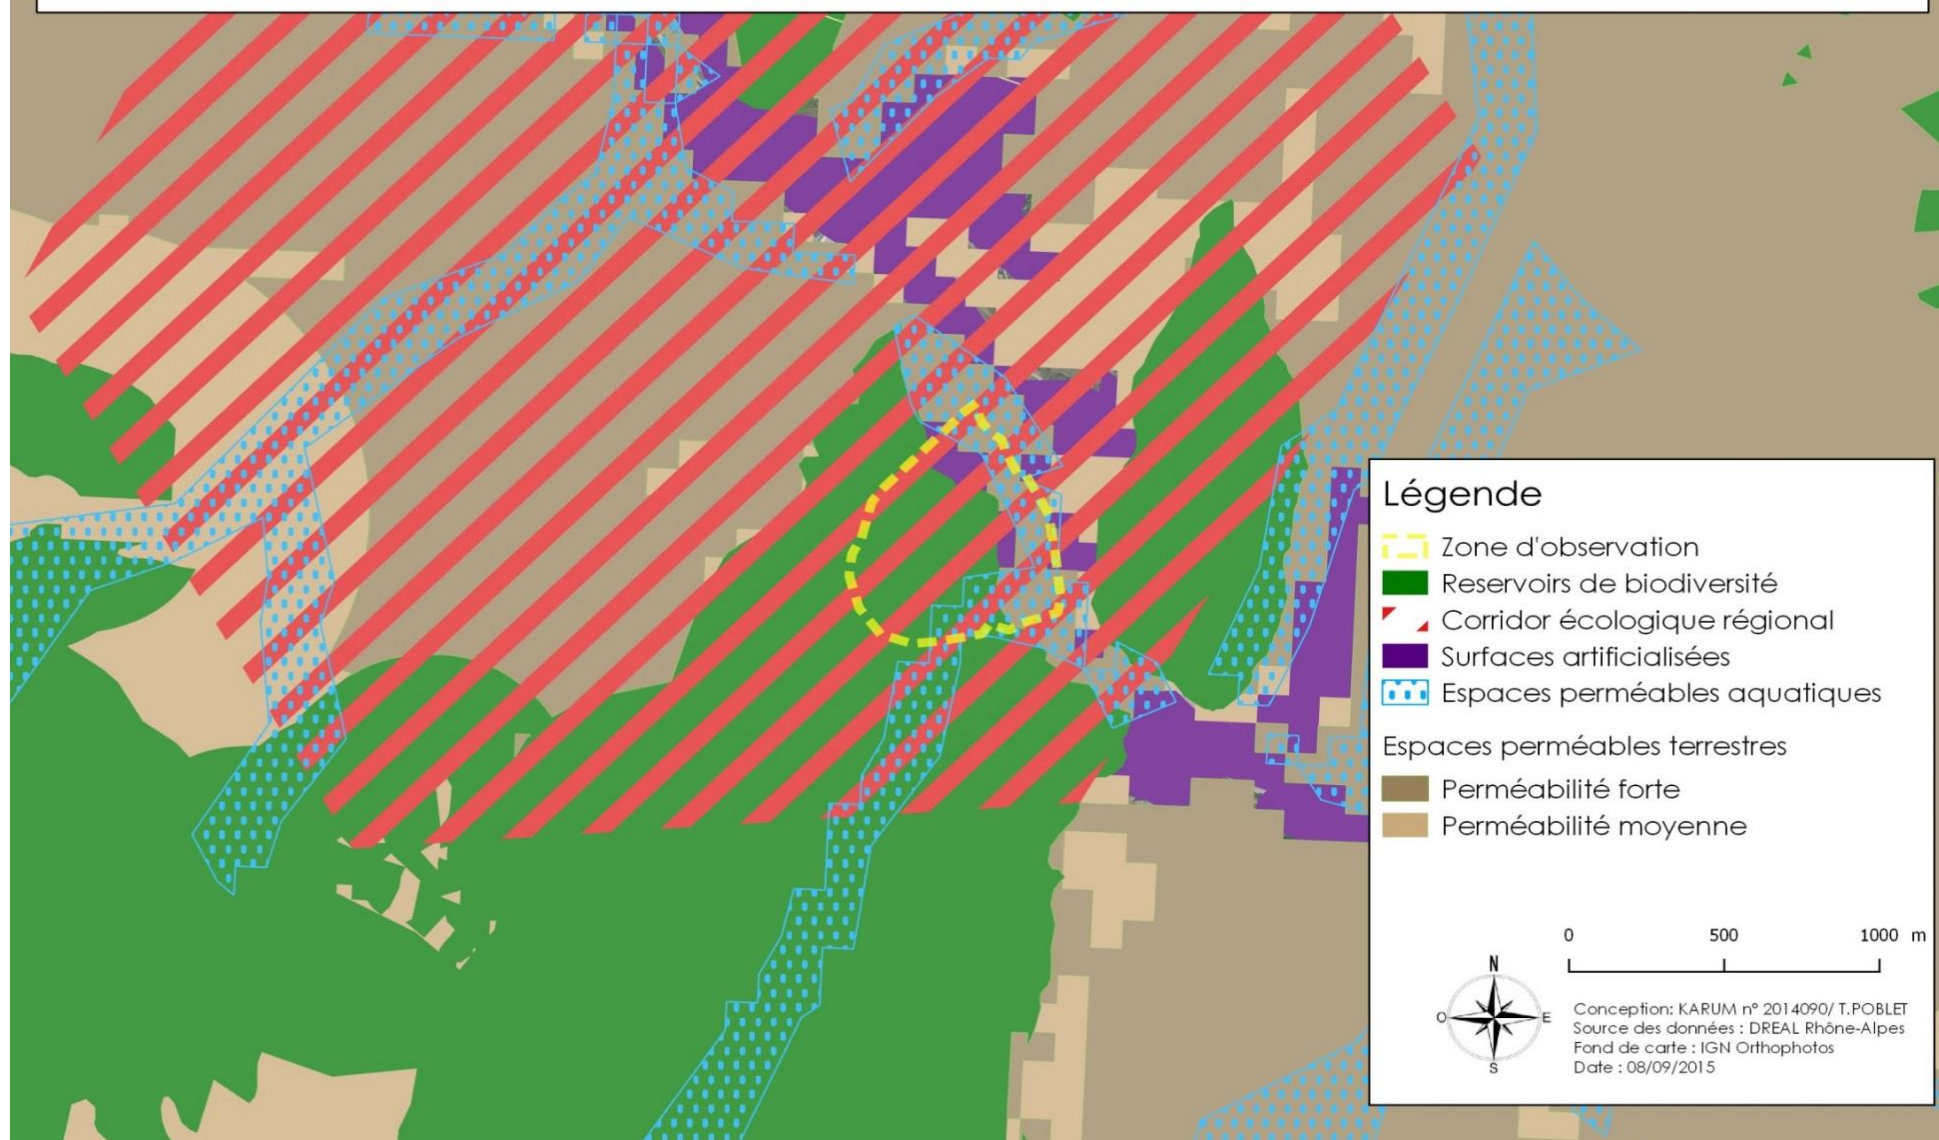 Légende
Zone d'observation
Reservoirs de biodiversité
Corridor écologique régional
Surfaces artificialisées
Espaces perméables aquatiques
Espaces perméables terrestres
Perméabilité forte
Perméabilité moyenne
0 500 1000 m
N
O E
S
Conception: KARUM n° 2014090/ T.POBLET
Source des données : DREAL Rhône-Alpes
Fond de carte : IGN Orthophotos
Date : 08/09/2015